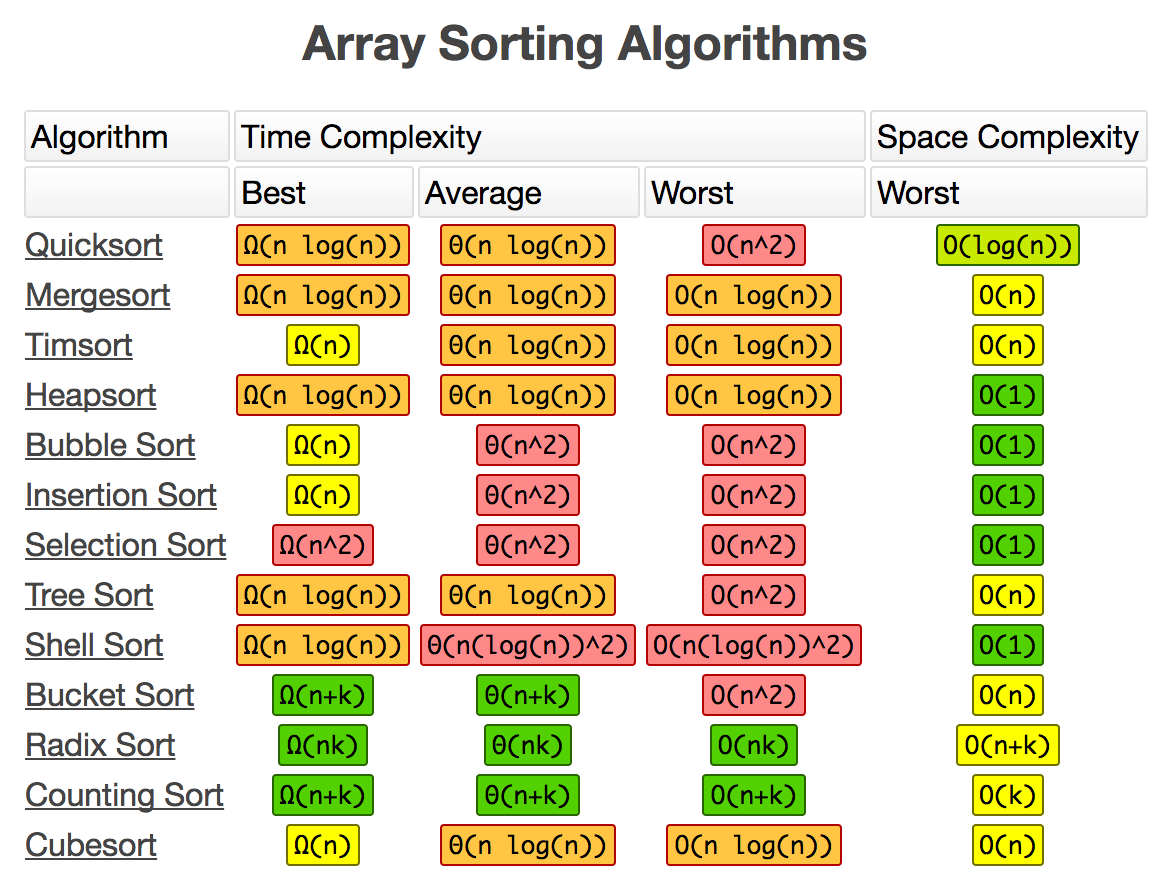 Array Sorting Algorithms
Algorithm Time Complexity Space Complexity
Best Average Worst Worst
Quicksort Ω(n log(n)) Θ(n log(n)) O(n^2) O(log(n))
Mergesort Ω(n log(n)) Θ(n log(n)) O(n log(n)) O(n)
Timsort Ω(n) Θ(n log(n)) O(n log(n)) O(n)
Heapsort Ω(n log(n)) Θ(n log(n)) O(n log(n)) O(1)
Bubble Sort Ω(n) Θ(n^2) O(n^2) O(1)
Insertion Sort Ω(n) Θ(n^2) O(n^2) O(1)
Selection Sort Ω(n^2) Θ(n^2) O(n^2) O(1)
Tree Sort Ω(n log(n)) Θ(n log(n)) O(n^2) O(n)
Shell Sort Ω(n log(n)) Θ(n(log(n))^2) O(n(log(n))^2) O(1)
Bucket Sort Ω(n+k) Θ(n+k) O(n^2) O(n)
Radix Sort Ω(nk) Θ(nk) O(nk) O(n+k)
Counting Sort Ω(n+k) Θ(n+k) O(n+k) O(k)
Cubesort Ω(n) Θ(n log(n)) O(n log(n)) O(n)